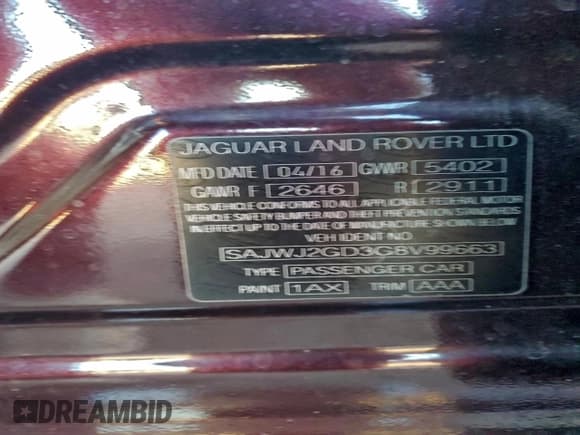 JAGUAR LAND ROVER LTD
MFD DATE 04/16 GVWR 5402
GAWR F 2646 R 2911
THIS VEHICLE CONFORMS TO ALL APPLICABLE FEDERAL MOTOR
VEHICLE SAFETY BUMPER AND THEFT PREVENTION STANDARDS
IN EFFECT UP TO THE DATE OF MANUFACTURE SHOWN BELOW
VEH IDENT NO
SAJWJ2GD3G8V99663
TYPE PASSENGER CAR
PAINT 1AX TRIM AAA
DREAMBID